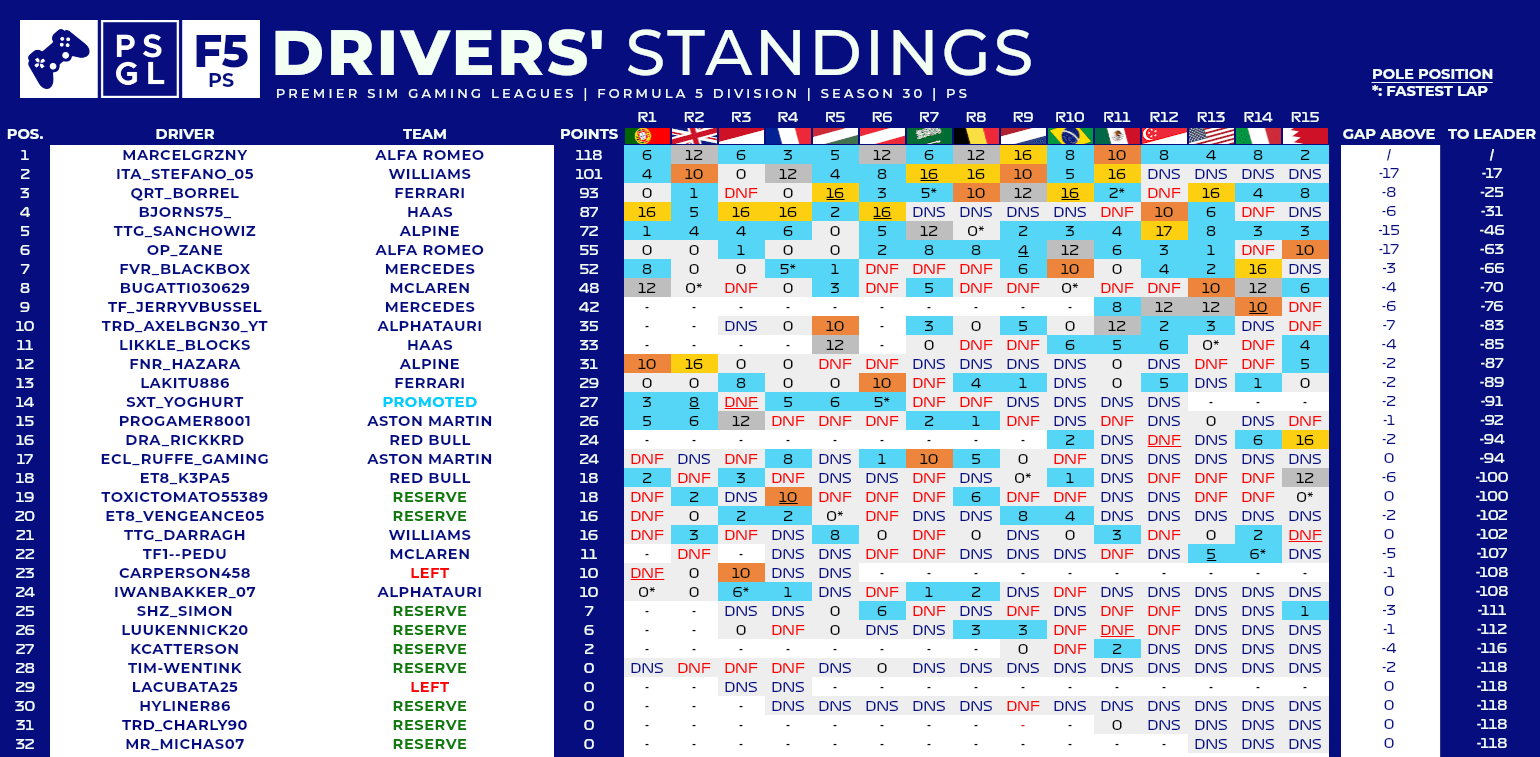 PS
GL
F5
PS
DRIVERS' STANDINGS
PREMIER SIM GAMING LEAGUES | FORMULA 5 DIVISION | SEASON 30 | PS
POLE POSITION
*: FASTEST LAP
POS. DRIVER TEAM POINTS R1 R2 R3 R4 R5 R6 R7 R8 R9 R10 R11 R12 R13 R14 R15 GAP ABOVE TO LEADER
1 MARCELGRZNY ALFA ROMEO 118 6 12 6 3 5 12 6 12 16 8 10 8 4 8 2 / /
2 ITA_STEFANO_05 WILLIAMS 101 4 10 0 12 4 8 16 16 10 5 16 DNS DNS DNS DNS -17 -17
3 QRT_BORREL FERRARI 93 0 1 DNF 0 16 3 5* 10 12 16 2* DNF 16 4 8 -8 -25
4 BJORNS75_ HAAS 87 16 5 16 16 2 16 DNS DNS DNS DNS DNF 10 6 DNF DNS -6 -31
5 TTG_SANCHOWIZ ALPINE 72 1 4 4 6 0 5 12 0* 2 3 4 17 8 3 3 -15 -46
6 OP_ZANE ALFA ROMEO 55 0 0 1 0 0 2 8 8 4 12 6 3 1 DNF 10 -17 -63
7 FVR_BLACKBOX MERCEDES 52 8 0 0 5* 1 DNF DNF DNF 6 10 0 4 2 16 DNS -3 -66
8 BUGATTI030629 MCLAREN 48 12 0* DNF 0 3 DNF 5 DNF DNF 0* DNF DNF 10 12 6 -4 -70
9 TF_JERRYVBUSSEL MERCEDES 42 - - - - - - - - - - 8 12 12 10 DNF -6 -76
10 TRD_AXELBGN30_YT ALPHATAURI 35 - - DNS 0 10 - 3 0 5 0 12 2 3 DNS DNF -7 -83
11 LIKKLE_BLOCKS HAAS 33 - - - - 12 - 0 DNF DNF 6 5 6 0* DNF 4 -4 -85
12 FNR_HAZARA ALPINE 31 10 16 0 0 DNF DNF DNS DNS DNS DNS 0 DNS DNF DNF 5 -2 -87
13 LAKITU886 FERRARI 29 0 0 8 0 0 10 DNF 4 1 DNS 0 5 DNS 1 0 -2 -89
14 SXT_YOGHURT PROMOTED 27 3 8 DNF 5 6 5* DNF DNF DNS DNS DNS DNS - - - -2 -91
15 PROGAMER8001 ASTON MARTIN 26 5 6 12 DNF DNF DNF 2 1 DNF DNS DNF DNS 0 DNS DNF -1 -92
16 DRA_RICKKRD RED BULL 24 - - - - - - - - - 2 DNS DNF DNS 6 16 -2 -94
17 ECL_RUFFE_GAMING ASTON MARTIN 24 DNF DNS DNF 8 DNS 1 10 5 0 DNF DNS DNS DNS DNS DNS 0 -94
18 ET8_K3PA5 RED BULL 18 2 DNF 3 DNF DNS DNS DNF DNS 0* 1 DNS DNF DNF DNF 12 -6 -100
19 TOXICTOMATO55389 RESERVE 18 DNF 2 DNS 10 DNF DNF DNF 6 DNF DNF DNS DNS DNF DNF 0* 0 -100
20 ET8_VENGEANCE05 RESERVE 16 DNF 0 2 2 0* DNF DNS DNS 8 4 DNS DNS DNS DNS DNS -2 -102
21 TTG_DARRAGH WILLIAMS 16 DNF 3 DNF DNS 8 0 DNF 0 DNS 0 3 DNF 0 2 DNF 0 -102
22 TF1--PEDU MCLAREN 11 - DNF - DNS DNS DNF DNF DNS DNS DNS DNF DNS 5 6* DNS -5 -107
23 CARPERSON458 LEFT 10 DNF 0 10 DNS DNS - - - - - - - - - - -1 -108
24 IWANBAKKER_07 ALPHATAURI 10 0* 0 6* 1 DNS DNF 1 2 DNS DNF DNS DNS DNS DNS DNS 0 -108
25 SHZ_SIMON RESERVE 7 - - DNS DNS 0 6 DNF DNS DNF DNS DNF DNF DNS DNS 1 -3 -111
26 LUUKENNICK20 RESERVE 6 - - 0 DNF 0 DNS DNS 3 3 DNF DNF DNF DNS DNS DNS -1 -112
27 KCATTERSON RESERVE 2 - - - - - - - - 0 DNF 2 DNS DNS DNS DNS -4 -116
28 TIM-WENTINK RESERVE 0 DNS DNF DNF DNF DNS 0 DNS DNS DNS DNS DNS DNS DNS DNS DNS -2 -118
29 LACUBATA25 LEFT 0 - - DNS DNS - - - - - - - - - - - 0 -118
30 HYLINER86 RESERVE 0 - - - DNS DNS DNS DNS DNS DNF DNS DNS DNS DNS DNS DNS 0 -118
31 TRD_CHARLY90 RESERVE 0 - - - - - - - - - - 0 DNS DNS DNS DNS 0 -118
32 MR_MICHAS07 RESERVE 0 - - - - - - - - - - - - DNS DNS DNS 0 -118